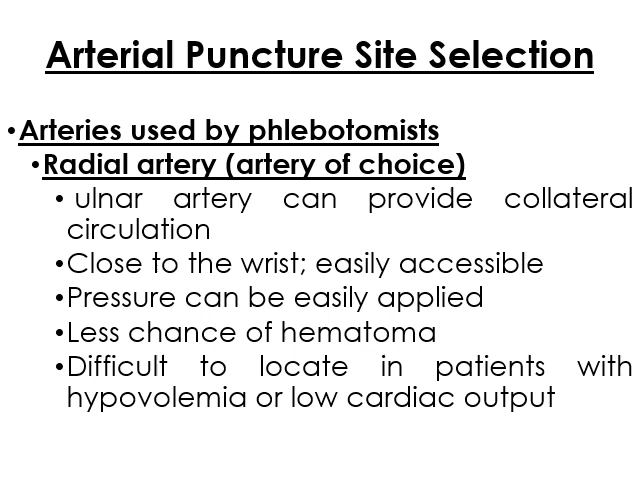 Arterial Puncture Site Selection
•Arteries used by phlebotomists
•Radial artery (artery of choice)
• ulnar artery can provide collateral
circulation
•Close to the wrist; easily accessible
•Pressure can be easily applied
•Less chance of hematoma
•Difficult to locate in patients with
hypovolemia or low cardiac output